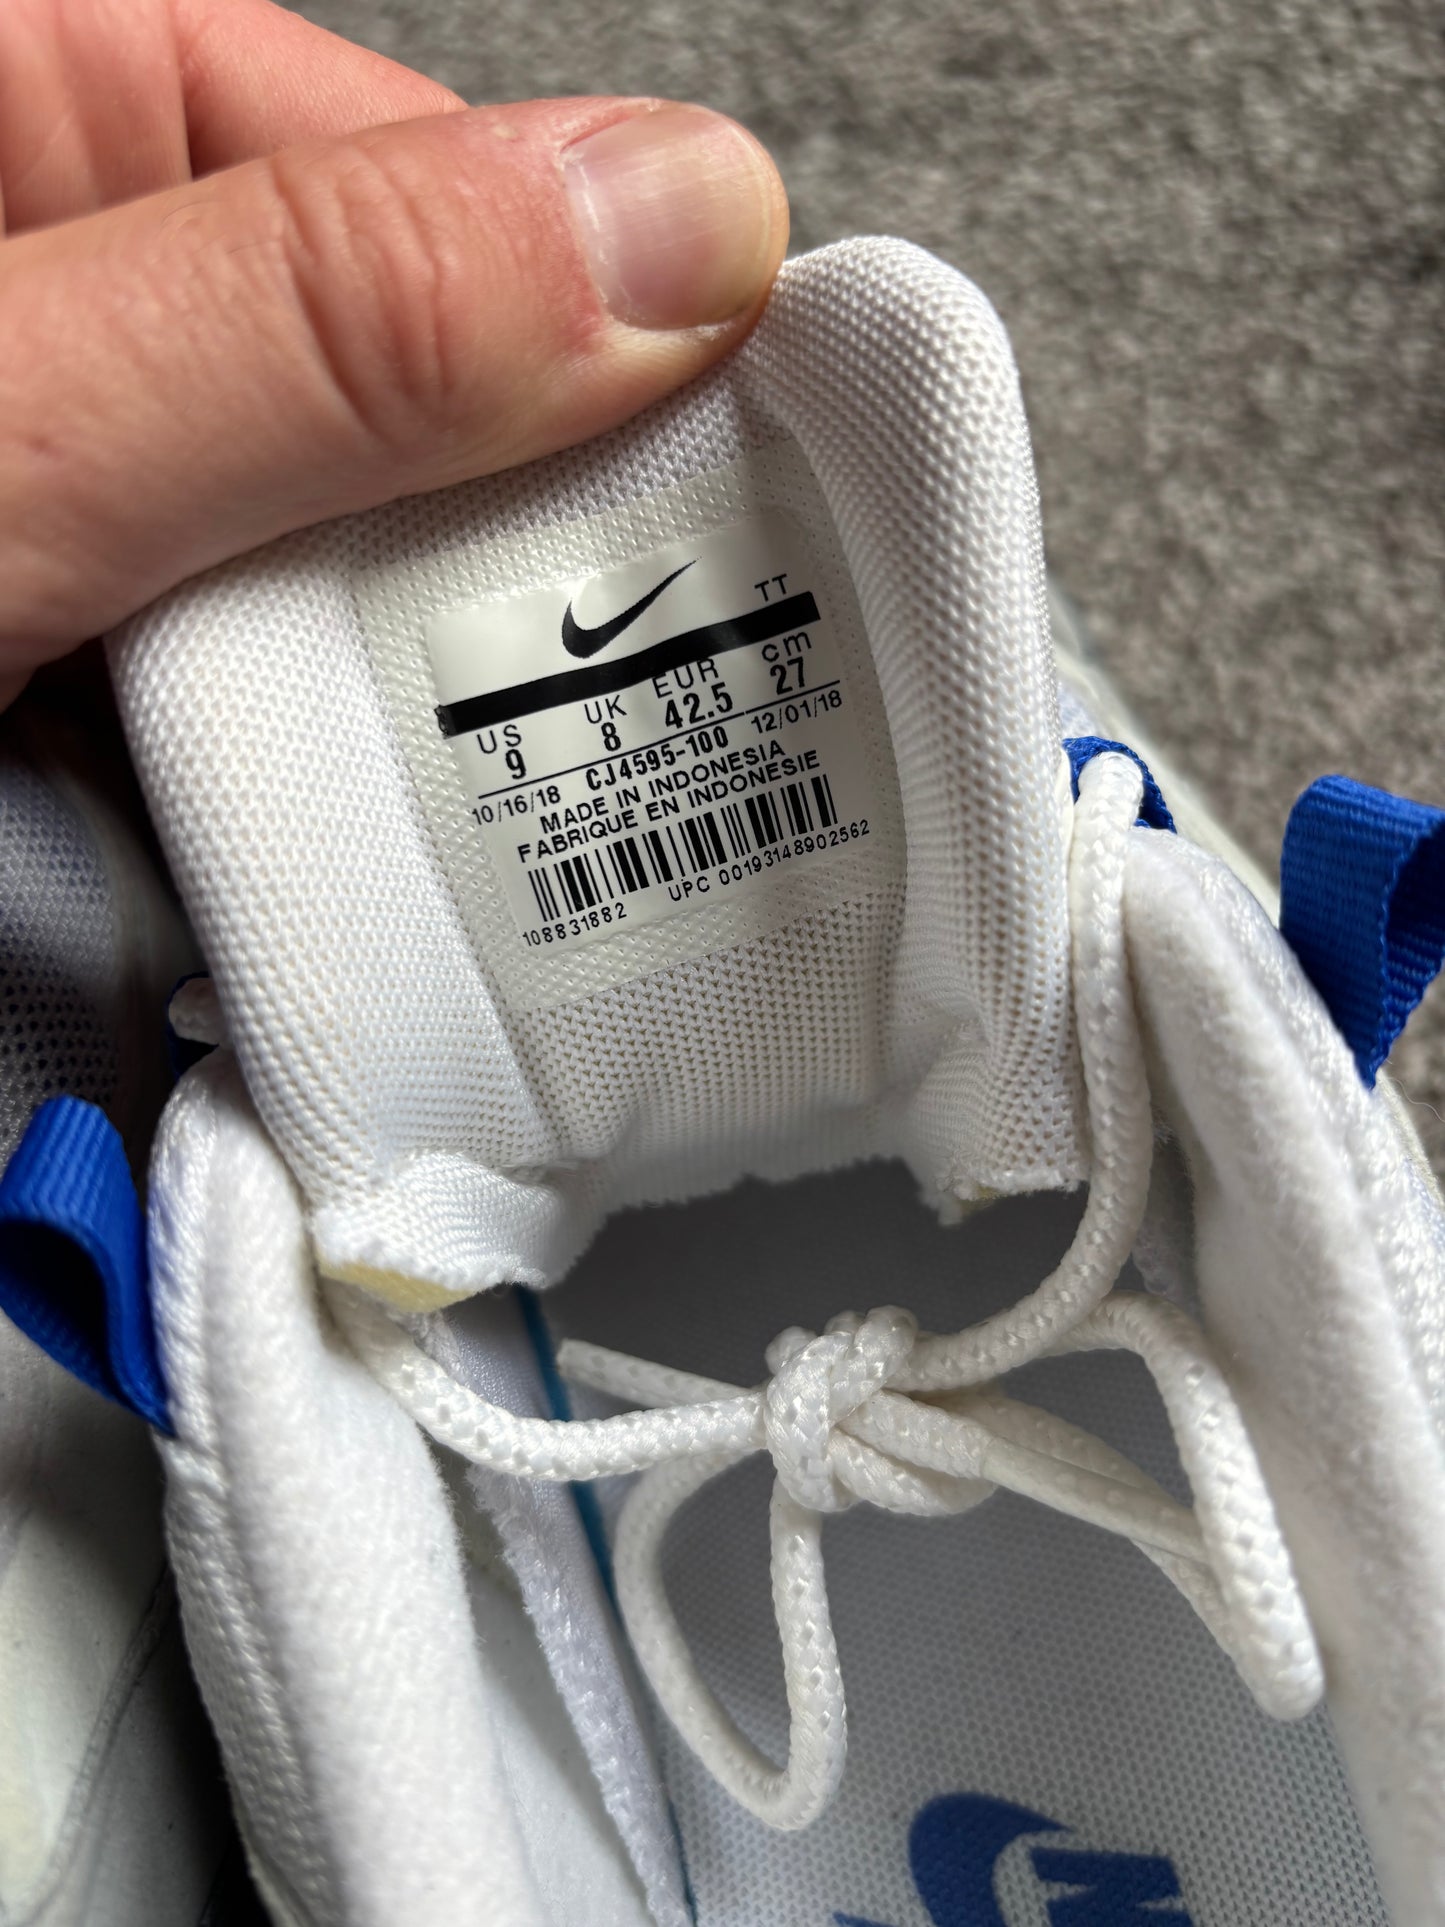 TT
US UK EUR cm
9 8 42.5 27
10/16/18 CJ4595-100 12/01/18
MADE IN INDONESIA
FABRIQUE EN INDONESIE
108831882 UPC 00193148902562